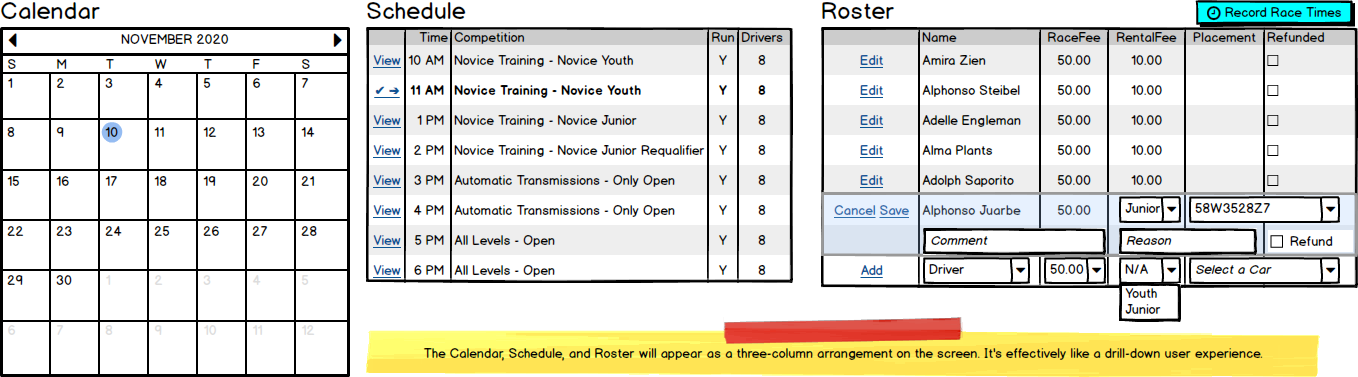 Calendar
NOVEMBER 2020
S M T W T F S
1 2 3 4 5 6 7
8 9 10 11 12 13 14
15 16 17 18 19 20 21
22 23 24 25 26 27 28
29 30 1 2 3 4 5
6 7 8 9 10 11 12
Schedule
Time Competition Run Drivers
View 10 AM Novice Training - Novice Youth Y 8
✔ ➔ 11 AM Novice Training - Novice Youth Y 8
View 1 PM Novice Training - Novice Junior Y 8
View 2 PM Novice Training - Novice Junior Requalifier Y 8
View 3 PM Automatic Transmissions - Only Open Y 8
View 4 PM Automatic Transmissions - Only Open Y 8
View 5 PM All Levels - Open Y 8
View 6 PM All Levels - Open Y 8
Roster
Record Race Times
Name RaceFee RentalFee Placement Refunded
Edit Amira Zien 50.00 10.00
Edit Alphonso Steibel 50.00 10.00
Edit Adelle Engleman 50.00 10.00
Edit Alma Plants 50.00 10.00
Edit Adolph Saporito 50.00 10.00
Cancel Save Alphonso Juarbe 50.00 Junior 58W3528Z7
Comment Reason Refund
Add Driver 50.00 N/A Select a Car
Youth
Junior
The Calendar, Schedule, and Roster will appear as a three-column arrangement on the screen. It's effectively like a drill-down user experience.